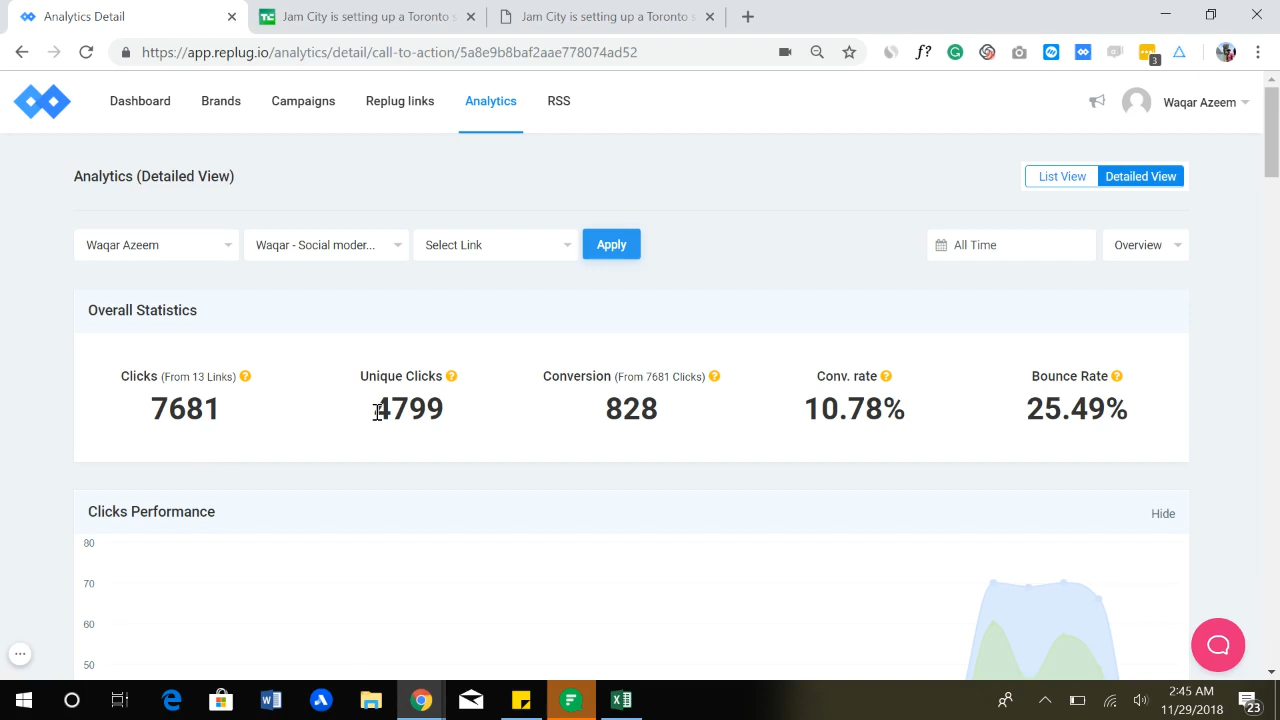 Analytics Detail
Jam City is setting up a Toronto s
Jam City is setting up a Toronto s
https://app.replug.io/analytics/detail/call-to-action/5a8e9b8baf2aae778074ad52
f?
3
Dashboard Brands Campaigns Replug links Analytics RSS
Waqar Azeem
Analytics (Detailed View)
List View Detailed View
Waqar Azeem Waqar - Social moder... Select Link Apply All Time Overview
Overall Statistics
Clicks (From 13 Links) ? Unique Clicks ? Conversion (From 7681 Clicks) ? Conv. rate ? Bounce Rate ?
7681 4799 828 10.78% 25.49%
Clicks Performance Hide
80
70
60
50
2:45 AM
11/29/2018
23